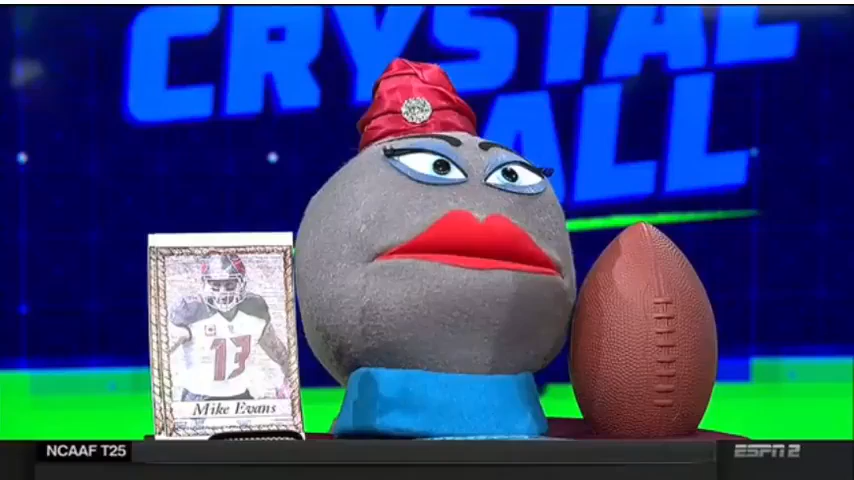 CRYSTAL
ALL
13
Mike Evans
NCAAF T25
ESPN2